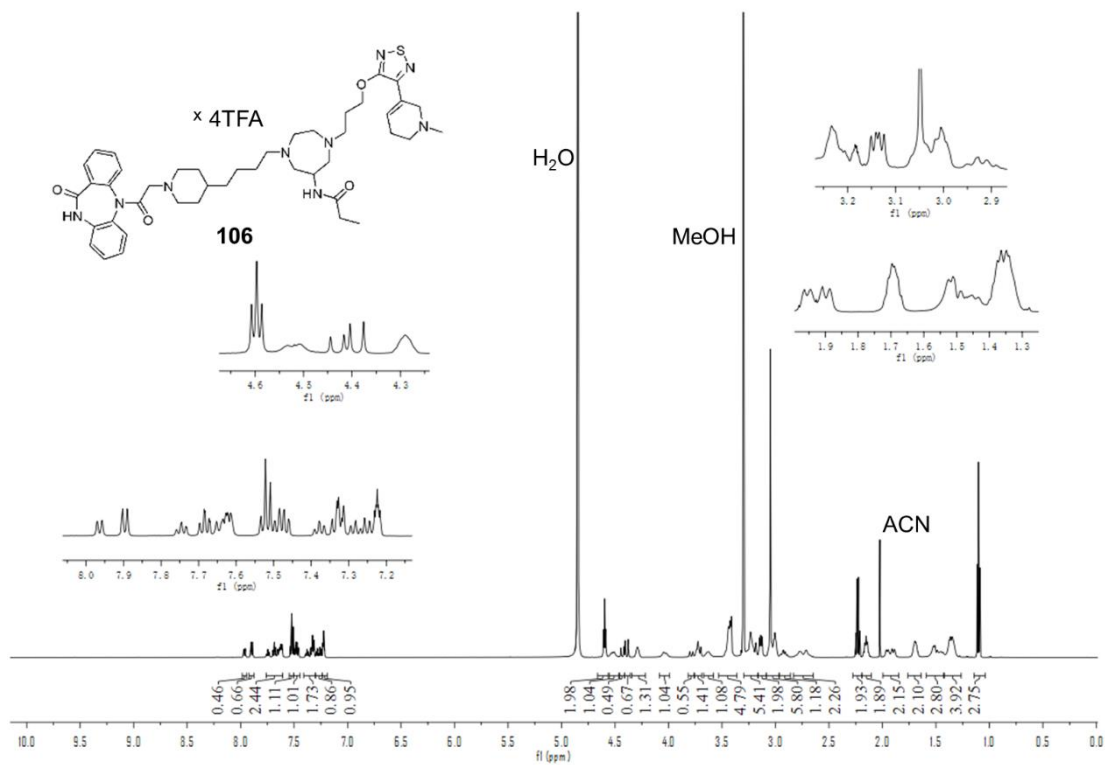 N S N
O
N
N
x 4TFA
N
N
HN
O
O
HN
N
O
N
106
H2O
MeOH
ACN
3.2 3.1 3.0 2.9
f1 (ppm)
1.9 1.8 1.7 1.6 1.5 1.4 1.3
f1 (ppm)
4.6 4.5 4.4 4.3
f1 (ppm)
8.0 7.9 7.8 7.7 7.6 7.5 7.4 7.3 7.2
f1 (ppm)
0.46 0.66 2.44 1.11 1.01 1.73 0.86 0.95 1.98 1.04 0.49 0.67 1.31 1.04 0.55 1.41 1.08 4.79 5.41 1.98 5.80 1.18 2.26 1.93 1.89 2.15 2.10 2.80 3.92 2.75
10.0 9.5 9.0 8.5 8.0 7.5 7.0 6.5 6.0 5.5 5.0 4.5 4.0 3.5 3.0 2.5 2.0 1.5 1.0 0.5 0.0
f1 (ppm)